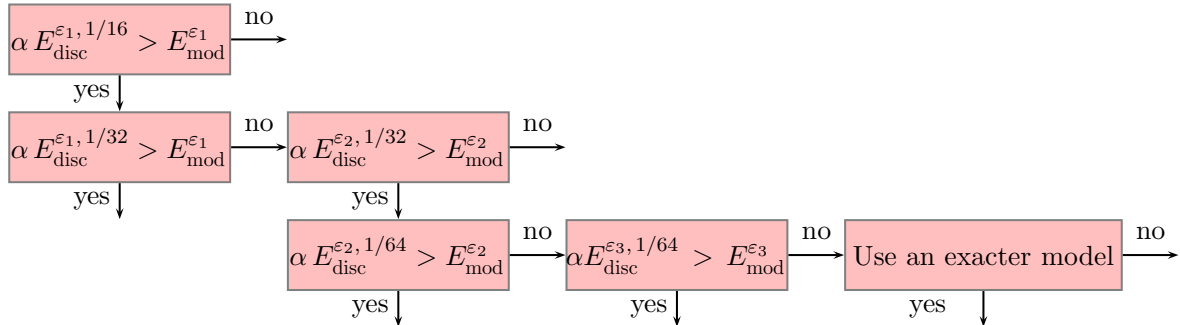 α E_disc^{ε₁, 1/16} > E_mod^{ε₁} no
yes
α E_disc^{ε₁, 1/32} > E_mod^{ε₁} no α E_disc^{ε₂, 1/32} > E_mod^{ε₂} no
yes yes
α E_disc^{ε₂, 1/64} > E_mod^{ε₂} no αE_disc^{ε₃, 1/64} > E_mod^{ε₃} no Use an exacter model no
yes yes yes